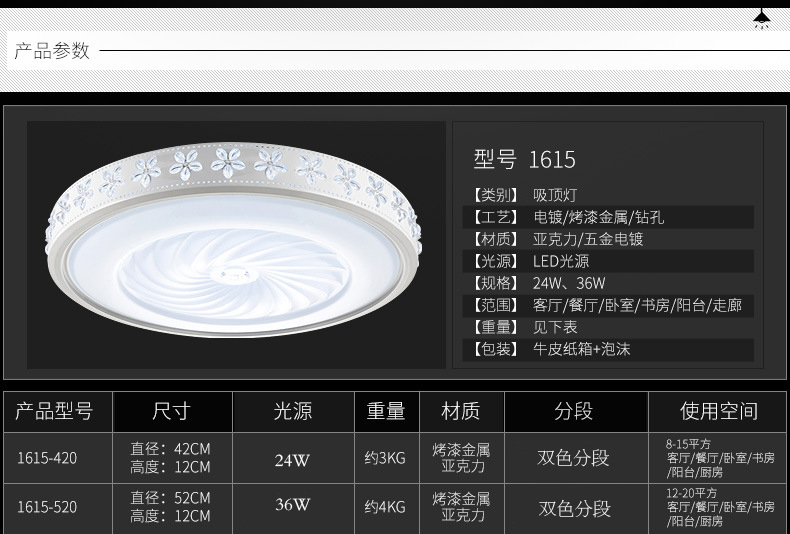 产品参数
型号 1615
【类别】 吸顶灯
【工艺】 电镀/烤漆金属/钻孔
【材质】 亚克力/五金电镀
【光源】 LED光源
【规格】 24W、36W
【范围】 客厅/餐厅/卧室/书房/阳台/走廊
【重量】 见下表
【包装】 牛皮纸箱+泡沫
产品型号 尺寸 光源 重量 材质 分段 使用空间
1615-420 直径：42CM 高度：12CM 24W 约3KG 烤漆金属 亚克力 双色分段 8-15平方 客厅/餐厅/卧室/书房 /阳台/厨房
1615-520 直径：52CM 高度：12CM 36W 约4KG 烤漆金属 亚克力 双色分段 12-20平方 客厅/餐厅/卧室/书房 /阳台/厨房